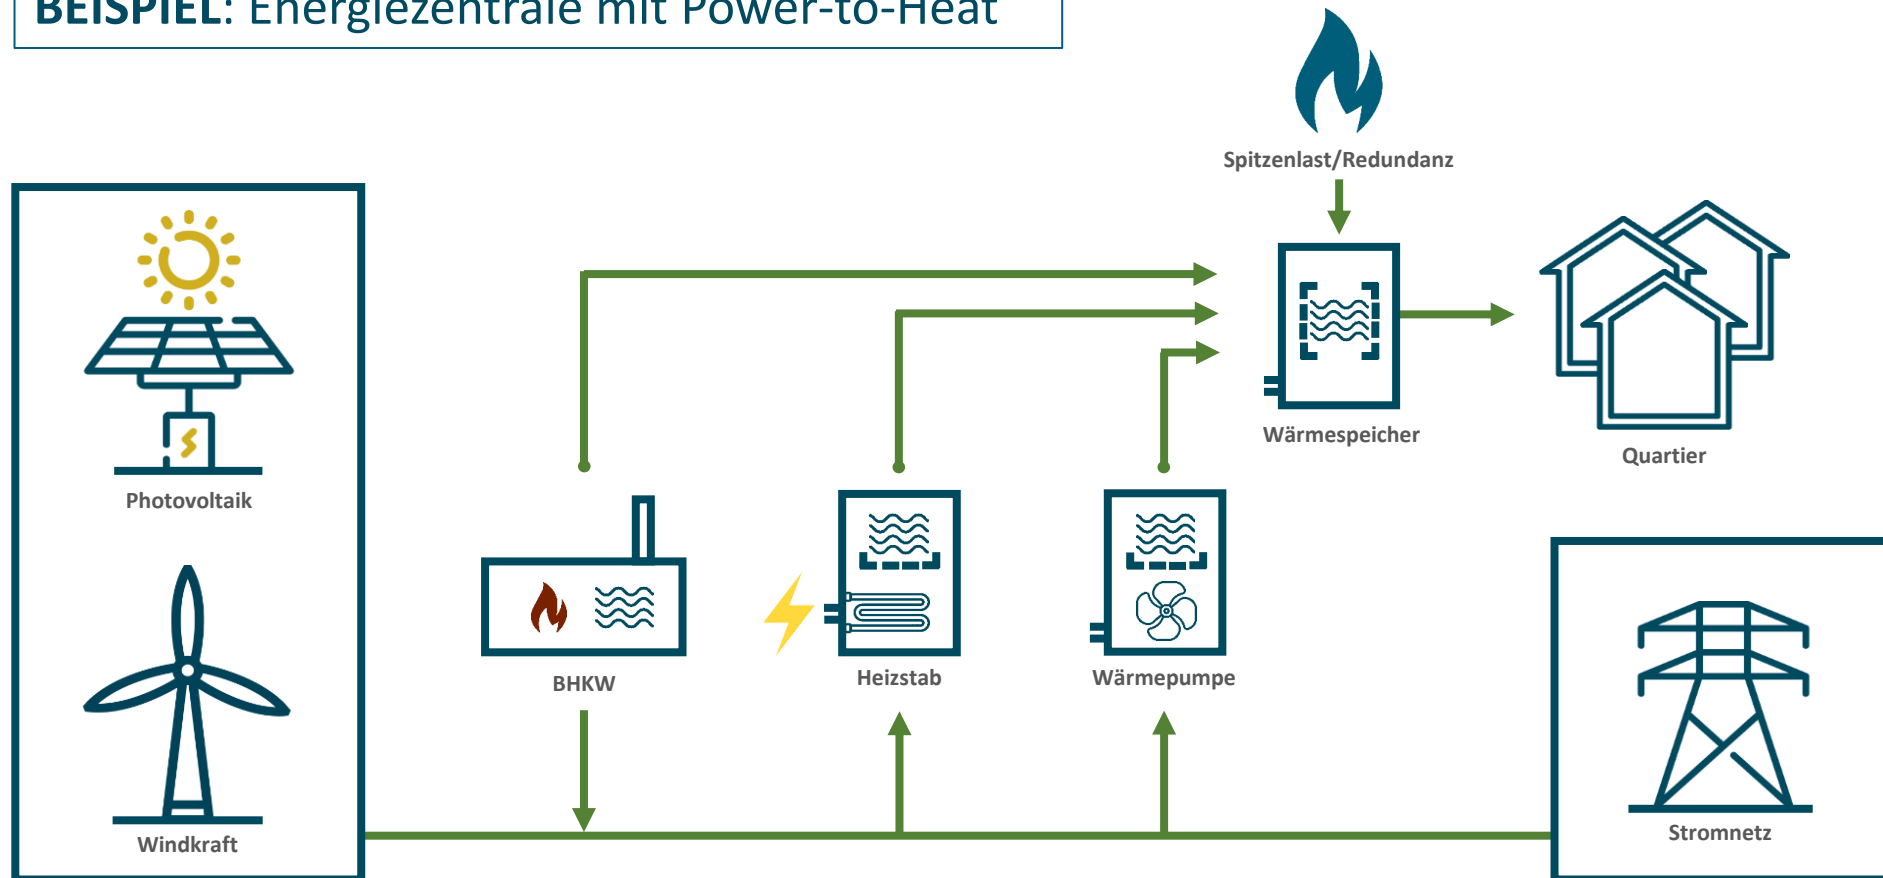 BEISPIEL: Energiezentrale mit Power-to-Heat
Spitzenlast/Redundanz
Wärmespeicher
Quartier
Photovoltaik
BHKW
Heizstab
Wärmepumpe
Windkraft
Stromnetz